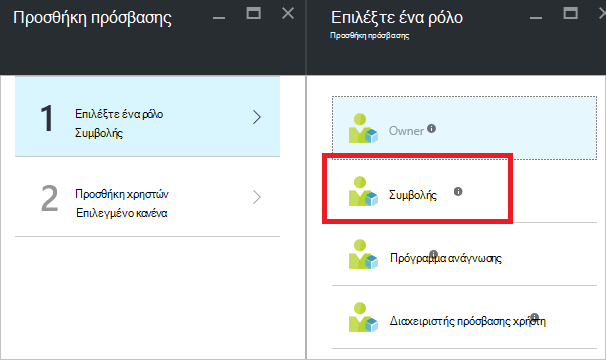 Προσθήκη πρόσβασης
1
Επιλέξτε ένα ρόλο
Συμβολής
2
Προσθήκη χρηστών
Επιλεγμένο κανένα
Επιλέξτε ένα ρόλο
Προσθήκη πρόσβασης
Owner
Συμβολής
Πρόγραμμα ανάγνωσης
Διαχειριστής πρόσβασης χρήστη